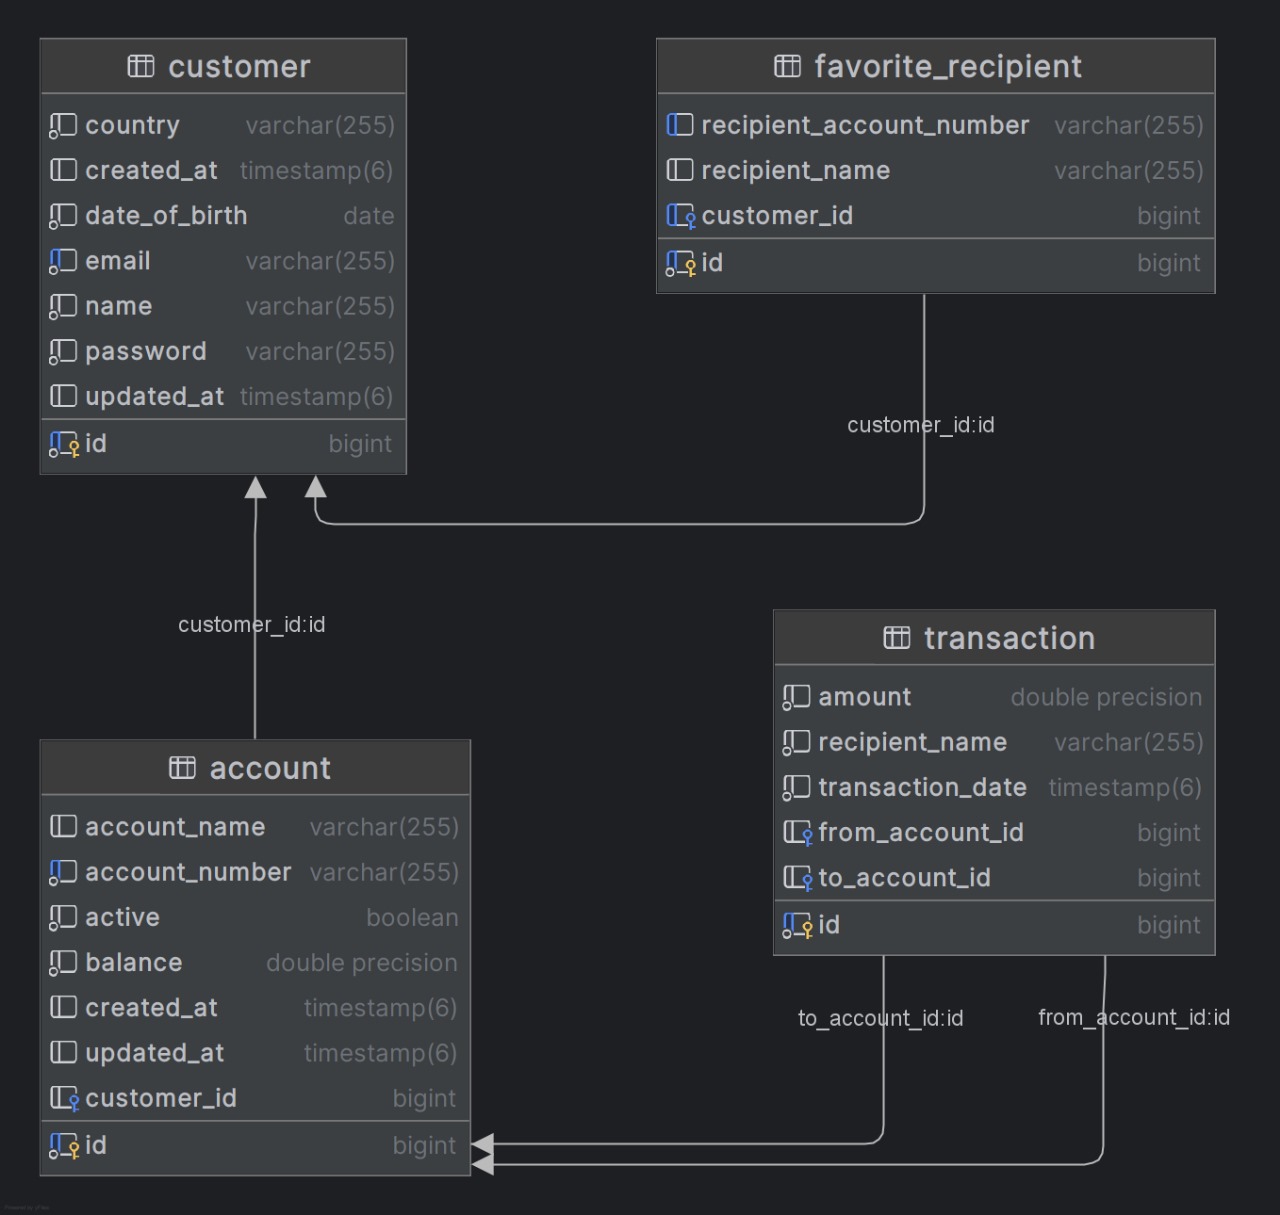 customer
country varchar(255)
created_at timestamp(6)
date_of_birth date
email varchar(255)
name varchar(255)
password varchar(255)
updated_at timestamp(6)
id bigint
favorite_recipient
recipient_account_number varchar(255)
recipient_name varchar(255)
customer_id bigint
id bigint
customer_id:id
customer_id:id
transaction
amount double precision
recipient_name varchar(255)
transaction_date timestamp(6)
from_account_id bigint
to_account_id bigint
id bigint
to_account_id:id
from_account_id:id
account
account_name varchar(255)
account_number varchar(255)
active boolean
balance double precision
created_at timestamp(6)
updated_at timestamp(6)
customer_id bigint
id bigint